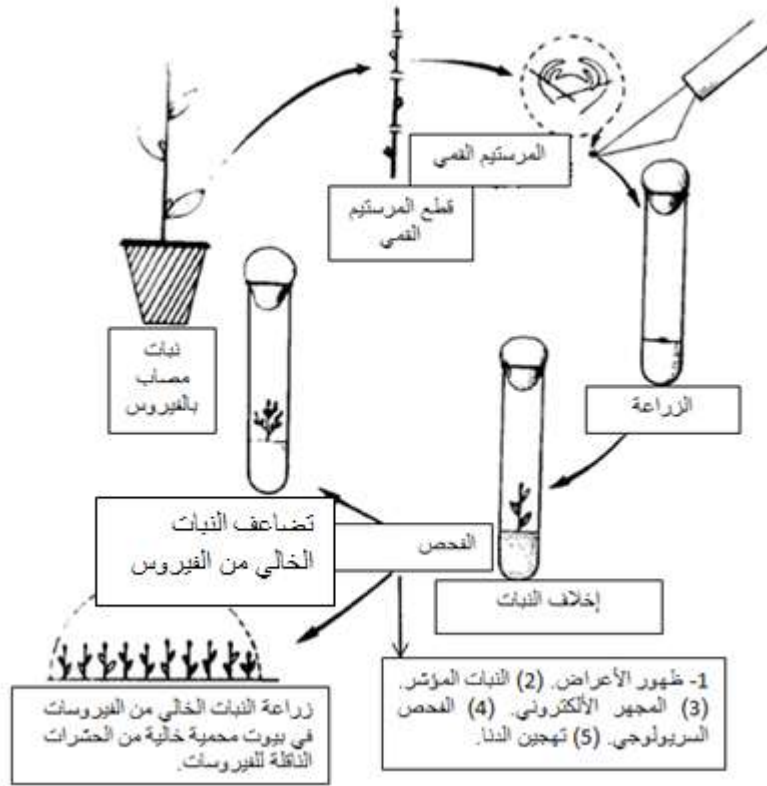 المرستيم القمي
قطع المرستيم
القمي
نبات
مصاب
بالفيروس
الزراعة
تضاعف النبات
الخالي من الفيروس
الفحص
إخلاف النبات
1- ظهور الأعراض. (2) النبات المؤشر.
(3) المجهر الألكتروني. (4) الفحص
السريولوجي. (5) تهجين الدنا.
زراعة النبات الخالي من الفيروسات
في بيوت محمية خالية من الحشرات
الناقلة للفيروسات.